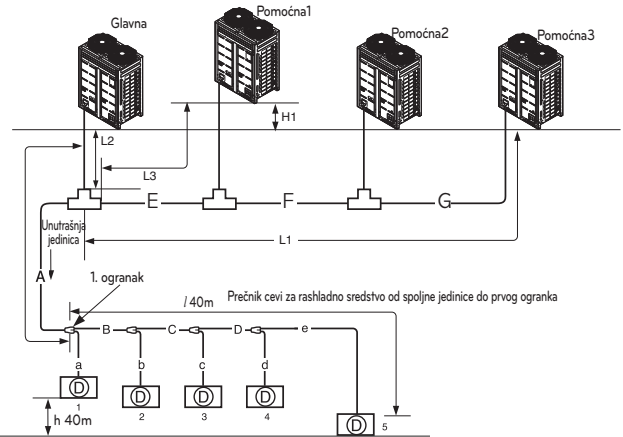 Glavna
Pomoćna1
Pomoćna2
Pomoćna3
H1
L2
L3
E
F
G
L1
Unutrašnja
jedinica
A
1. ogranak
l 40m
Prečnik cevi za rashladno sredstvo od spoljne jedinice do prvog ogranka
B
C
D
e
a
b
c
d
D
D
D
D
D
1
2
3
4
5
h 40m